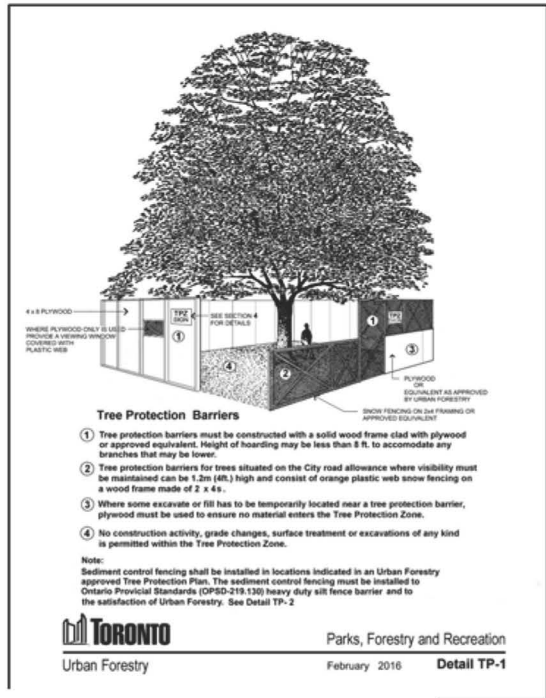 4 x 8 PLYWOOD
WHERE PLYWOOD ONLY IS USED
PROVIDE A VIEWING WINDOW
COVERED WITH
PLASTIC WEB
TPZ
SIGN
1
SEE SECTION 4
FOR DETAILS
4
2
1
TPZ
SIGN
3
PLYWOOD
OR
EQUIVALENT AS APPROVED
BY URBAN FORESTRY
SNOW FENCING ON 2x4 FRAMING OR
APPROVED EQUIVALENT
Tree Protection Barriers
1 Tree protection barriers must be constructed with a solid wood frame clad with plywood
or approved equivalent. Height of hoarding may be less than 8 ft. to accomodate any
branches that may be lower.
2 Tree protection barriers for trees situated on the City road allowance where visibility must
be maintained can be 1.2m (4ft.) high and consist of orange plastic web snow fencing on
a wood frame made of 2 x 4s.
3 Where some excavate or fill has to be temporarily located near a tree protection barrier,
plywood must be used to ensure no material enters the Tree Protection Zone.
4 No construction activity, grade changes, surface treatment or excavations of any kind
is permitted within the Tree Protection Zone.
Note:
Sediment control fencing shall be installed in locations indicated in an Urban Forestry
approved Tree Protection Plan. The sediment control fencing must be installed to
Ontario Provicial Standards (OPSD-219.130) heavy duty silt fence barrier and to
the satisfaction of Urban Forestry. See Detail TP- 2
TORONTO
Parks, Forestry and Recreation
Urban Forestry
February 2016
Detail TP-1